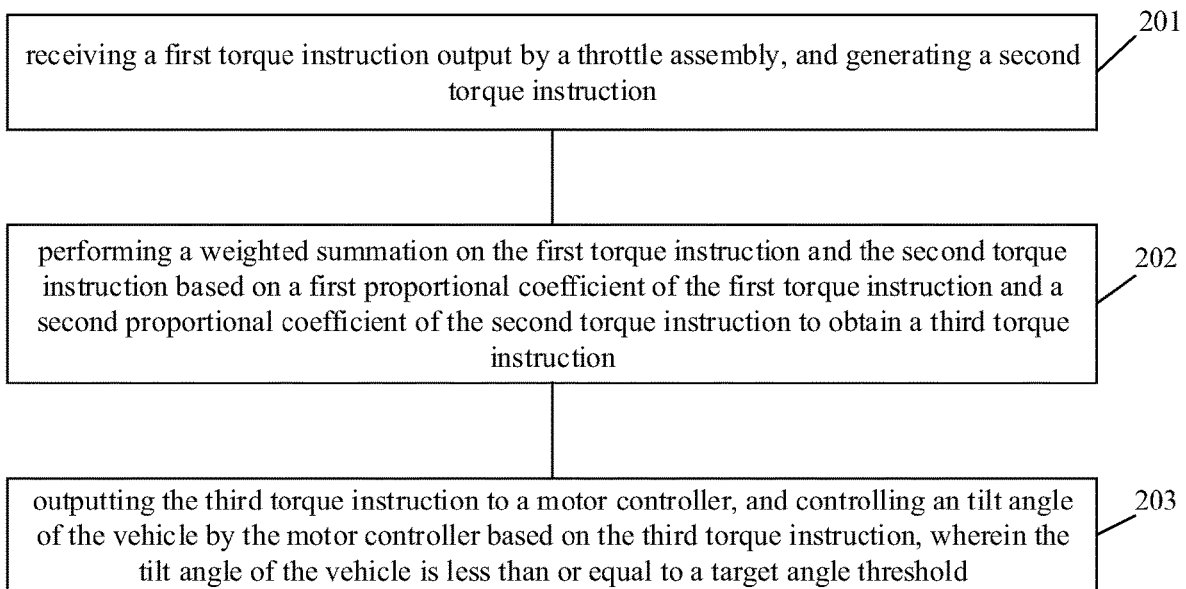 201
receiving a first torque instruction output by a throttle assembly, and generating a second
torque instruction
202
performing a weighted summation on the first torque instruction and the second torque
instruction based on a first proportional coefficient of the first torque instruction and a
second proportional coefficient of the second torque instruction to obtain a third torque
instruction
203
outputting the third torque instruction to a motor controller, and controlling an tilt angle
of the vehicle by the motor controller based on the third torque instruction, wherein the
tilt angle of the vehicle is less than or equal to a target angle threshold